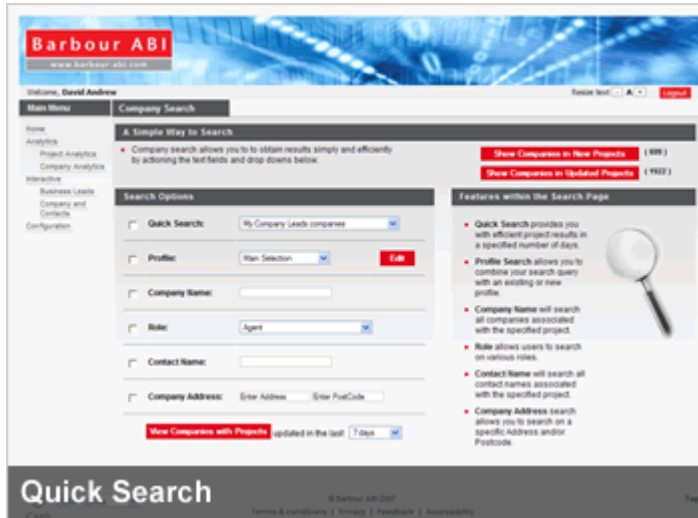 Barbour ABI
www.barbour-abi.com
Welcome, David Andrew
Resize text - A + Logout
Main Menu
Company Search
Home
Analytics
Project Analytics
Company Analytics
Interactive
Business Leads
Company and
Contacts
Configuration
A Simple Way to Search
Company search allows you to to obtain results simply and efficiently
by actioning the text fields and drop downs below.
Show Companies in New Projects
Show Companies in Updated Projects ( 1922 )
Search Options
Quick Search: My Company Leads companies
Profile: Main Selection Edit
Company Name:
Role: Agent
Contact Name:
Company Address: Enter Address Enter PostCode
View Companies with Projects updated in the last 7 days
Features within the Search Page
Quick Search provides you
with efficient project results in
a specified number of days.
Profile Search allows you to
combine your search query
with an existing or new
profile.
Company Name will search
all companies associated
with the specified project.
Role allows users to search
on various roles.
Contact Name will search all
contact names associated
with the specified project.
Company Address search
allows you to search on a
specific Address and/or
Postcode.
Quick Search
© Barbour ABI 2007
Terms & conditions | Privacy | Feedback | Accessibility